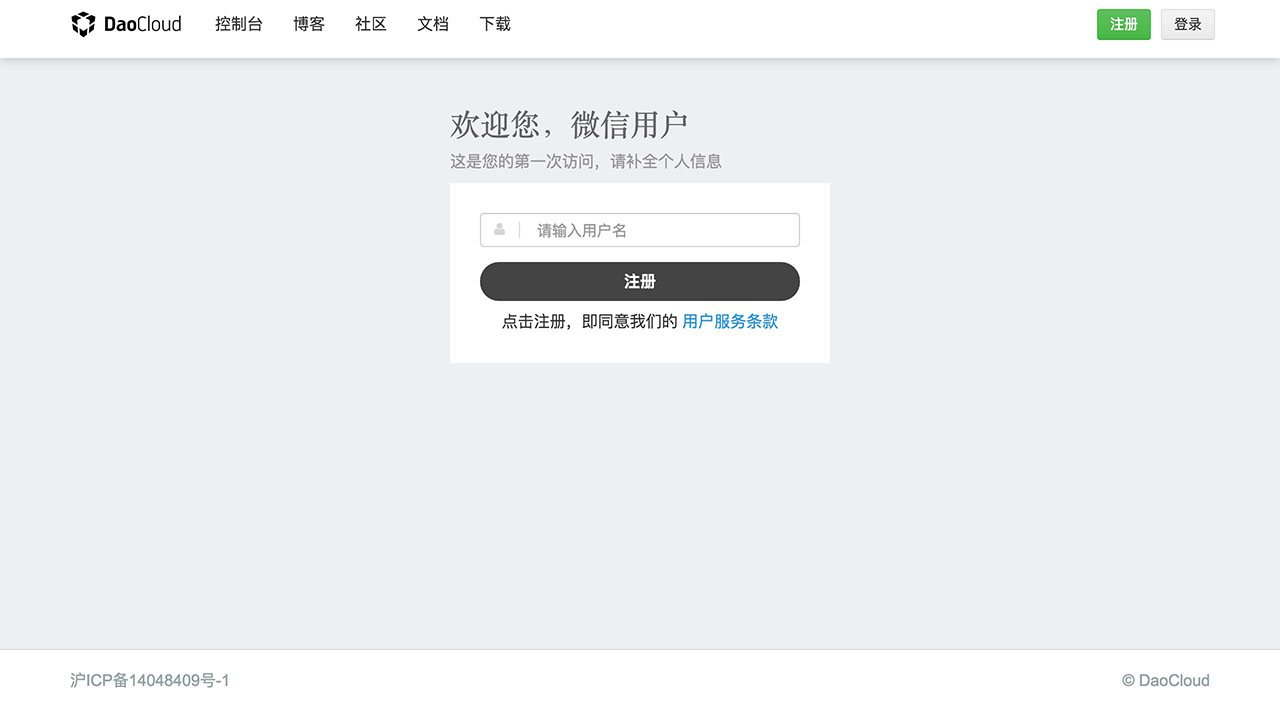 DaoCloud 控制台 博客 社区 文档 下载 注册 登录
欢迎您，微信用户
这是您的第一次访问，请补全个人信息
请输入用户名
注册
点击注册，即同意我们的 用户服务条款
沪ICP备14048409号-1 © DaoCloud